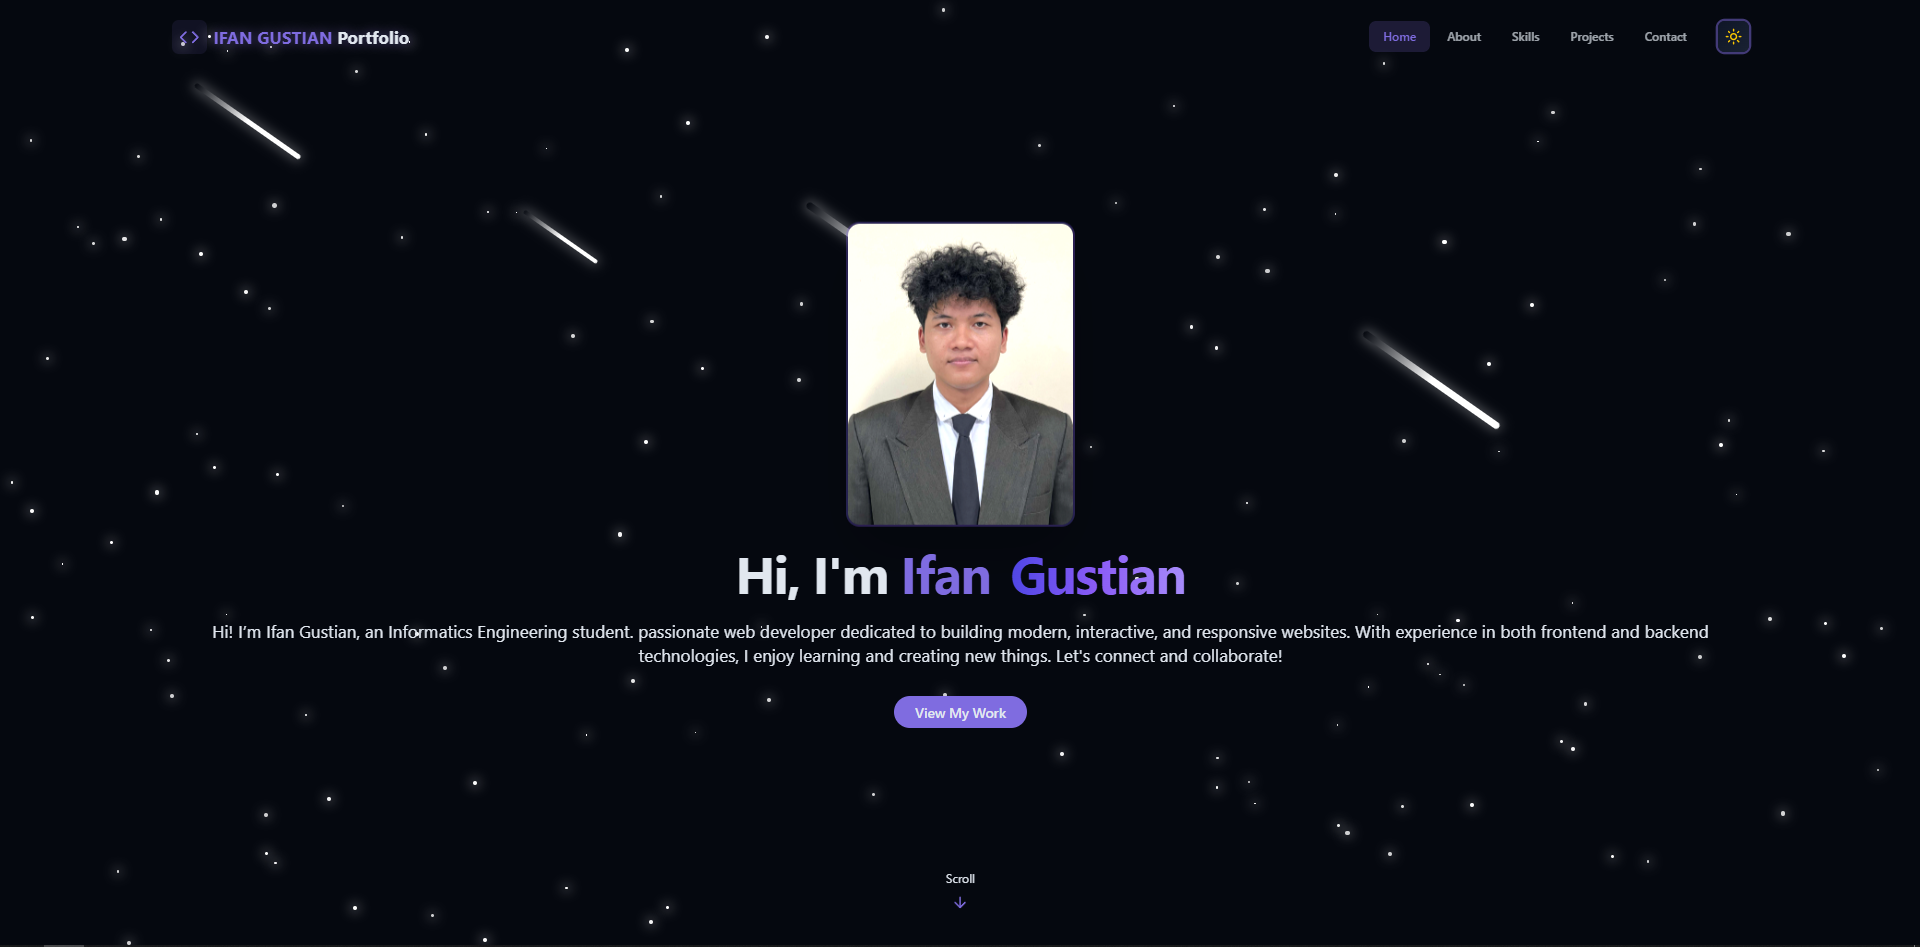 IFAN GUSTIAN Portfolio
Home
About
Skills
Projects
Contact
Hi, I'm Ifan Gustian
Hi! I’m Ifan Gustian, an Informatics Engineering student. passionate web developer dedicated to building modern, interactive, and responsive websites. With experience in both frontend and backend
technologies, I enjoy learning and creating new things. Let's connect and collaborate!
View My Work
Scroll